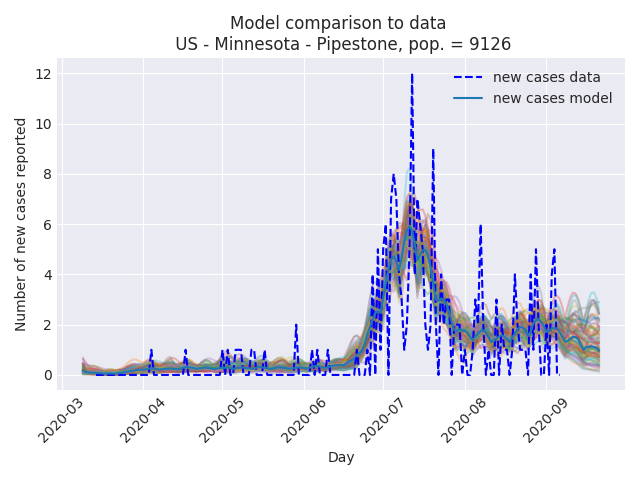 Model comparison to data
US - Minnesota - Pipestone, pop. = 9126
new cases data
new cases model
Number of new cases reported
12
10
8
6
4
2
0
2020-03
2020-04
2020-05
2020-06
2020-07
2020-08
2020-09
Day